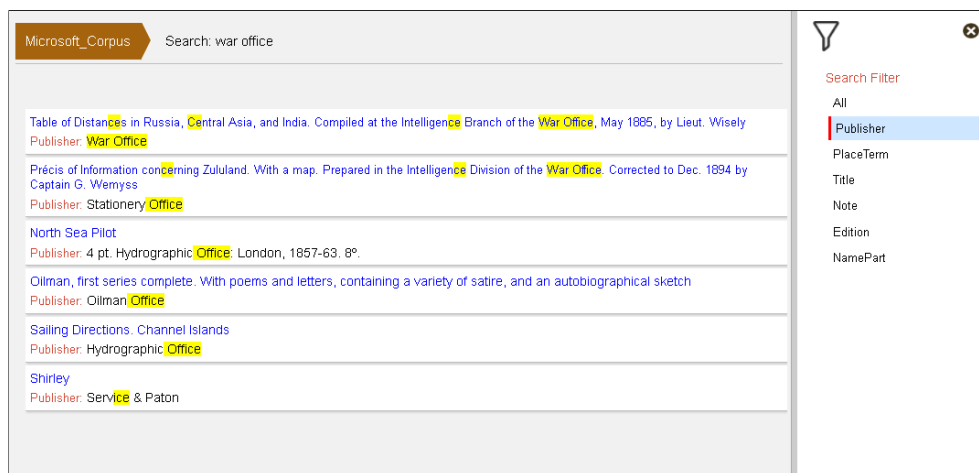 Microsoft_Corpus
Search: war office
Table of Distances in Russia, Central Asia, and India. Compiled at the Intelligence Branch of the War Office, May 1885, by Lieut. Wisely
Publisher: War Office
Précis of Information concerning Zululand. With a map. Prepared in the Intelligence Division of the War Office. Corrected to Dec. 1894 by
Captain G. Wemyss
Publisher: Stationery Office
North Sea Pilot
Publisher: 4 pt. Hydrographic Office: London, 1857-63. 8º.
Oilman, first series complete. With poems and letters, containing a variety of satire, and an autobiographical sketch
Publisher: Oilman Office
Sailing Directions. Channel Islands
Publisher: Hydrographic Office
Shirley
Publisher: Service & Paton
Search Filter
All
Publisher
PlaceTerm
Title
Note
Edition
NamePart